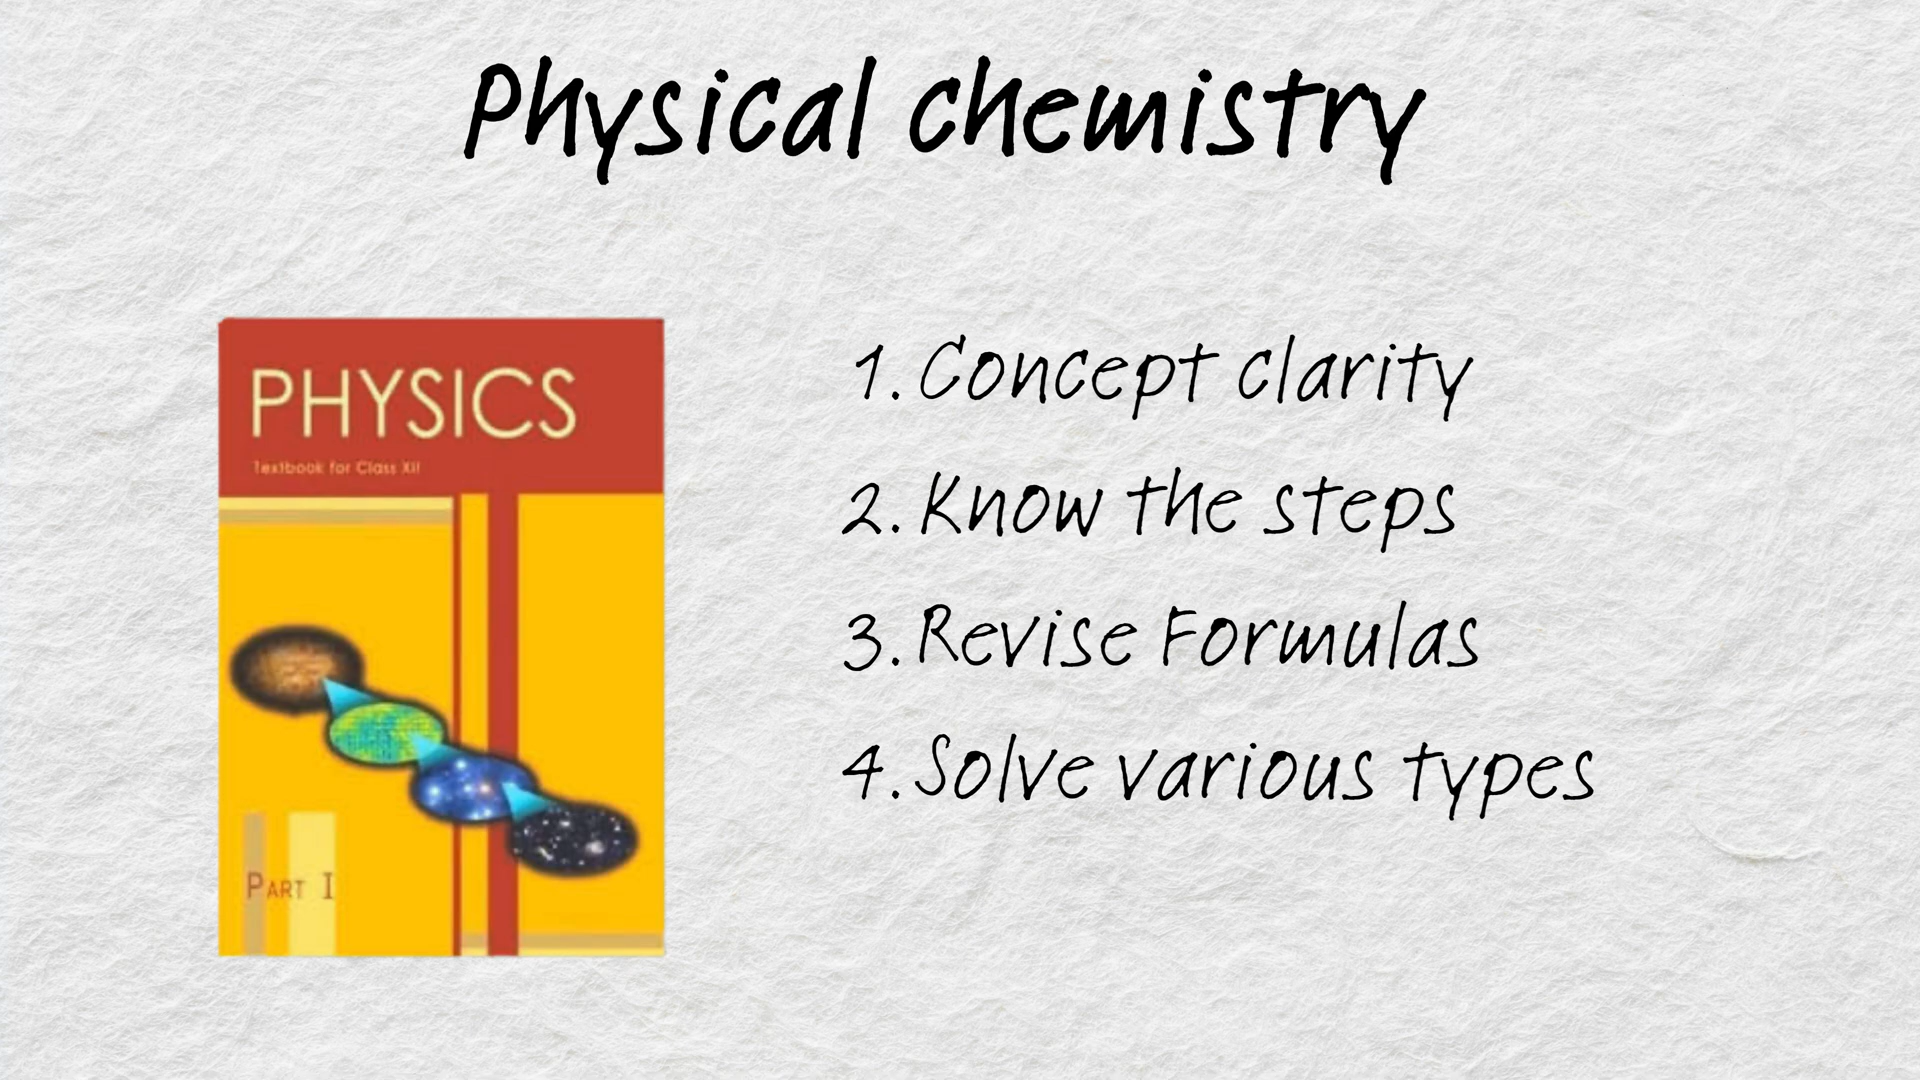 Physical chemistry
PHYSICS
Textbook for Class XII
PART I
1. Concept clarity
2. Know the steps
3. Revise Formulas
4. Solve various types